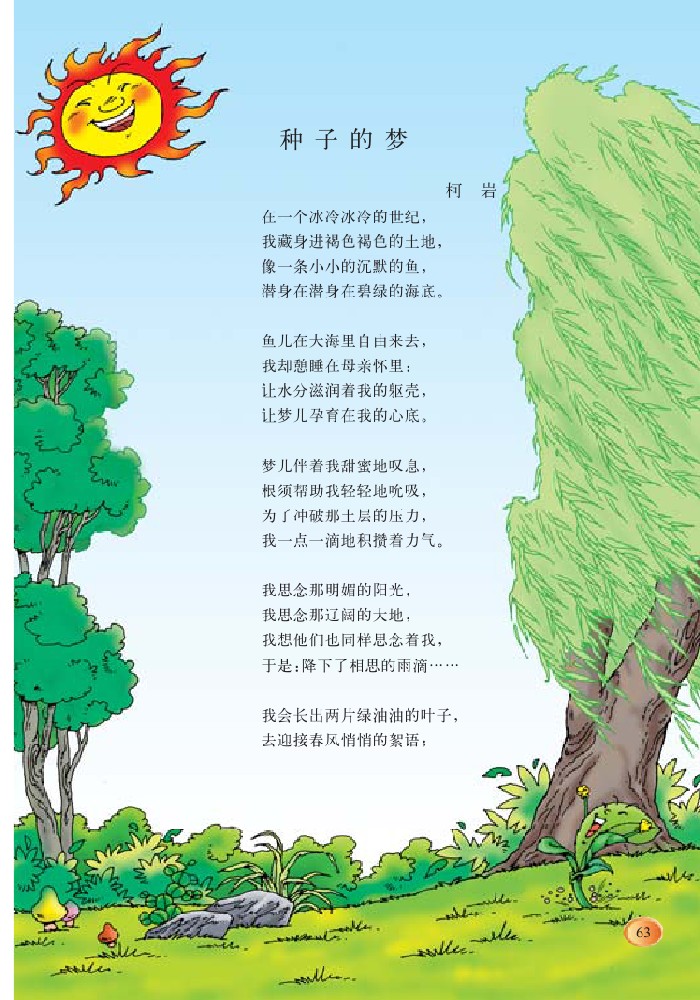 种子的梦
柯 岩
在一个冰冷冰冷的世纪，
我藏身进褐色褐色的土地，
像一条小小的沉默的鱼，
潜身在潜身在碧绿的海底。
鱼儿在大海里自由来去，
我却憩睡在母亲怀里；
让水分滋润着我的躯壳，
让梦儿孕育在我的心底。
梦儿伴着我甜蜜地叹息，
根须帮助我轻轻地吮吸，
为了冲破那土层的压力，
我一点一滴地积攒着力气。
我思念那明媚的阳光，
我思念那辽阔的大地，
我想他们也同样思念着我，
于是：降下了相思的雨滴……
我会长出两片绿油油的叶子，
去迎接春风悄悄的絮语；
63